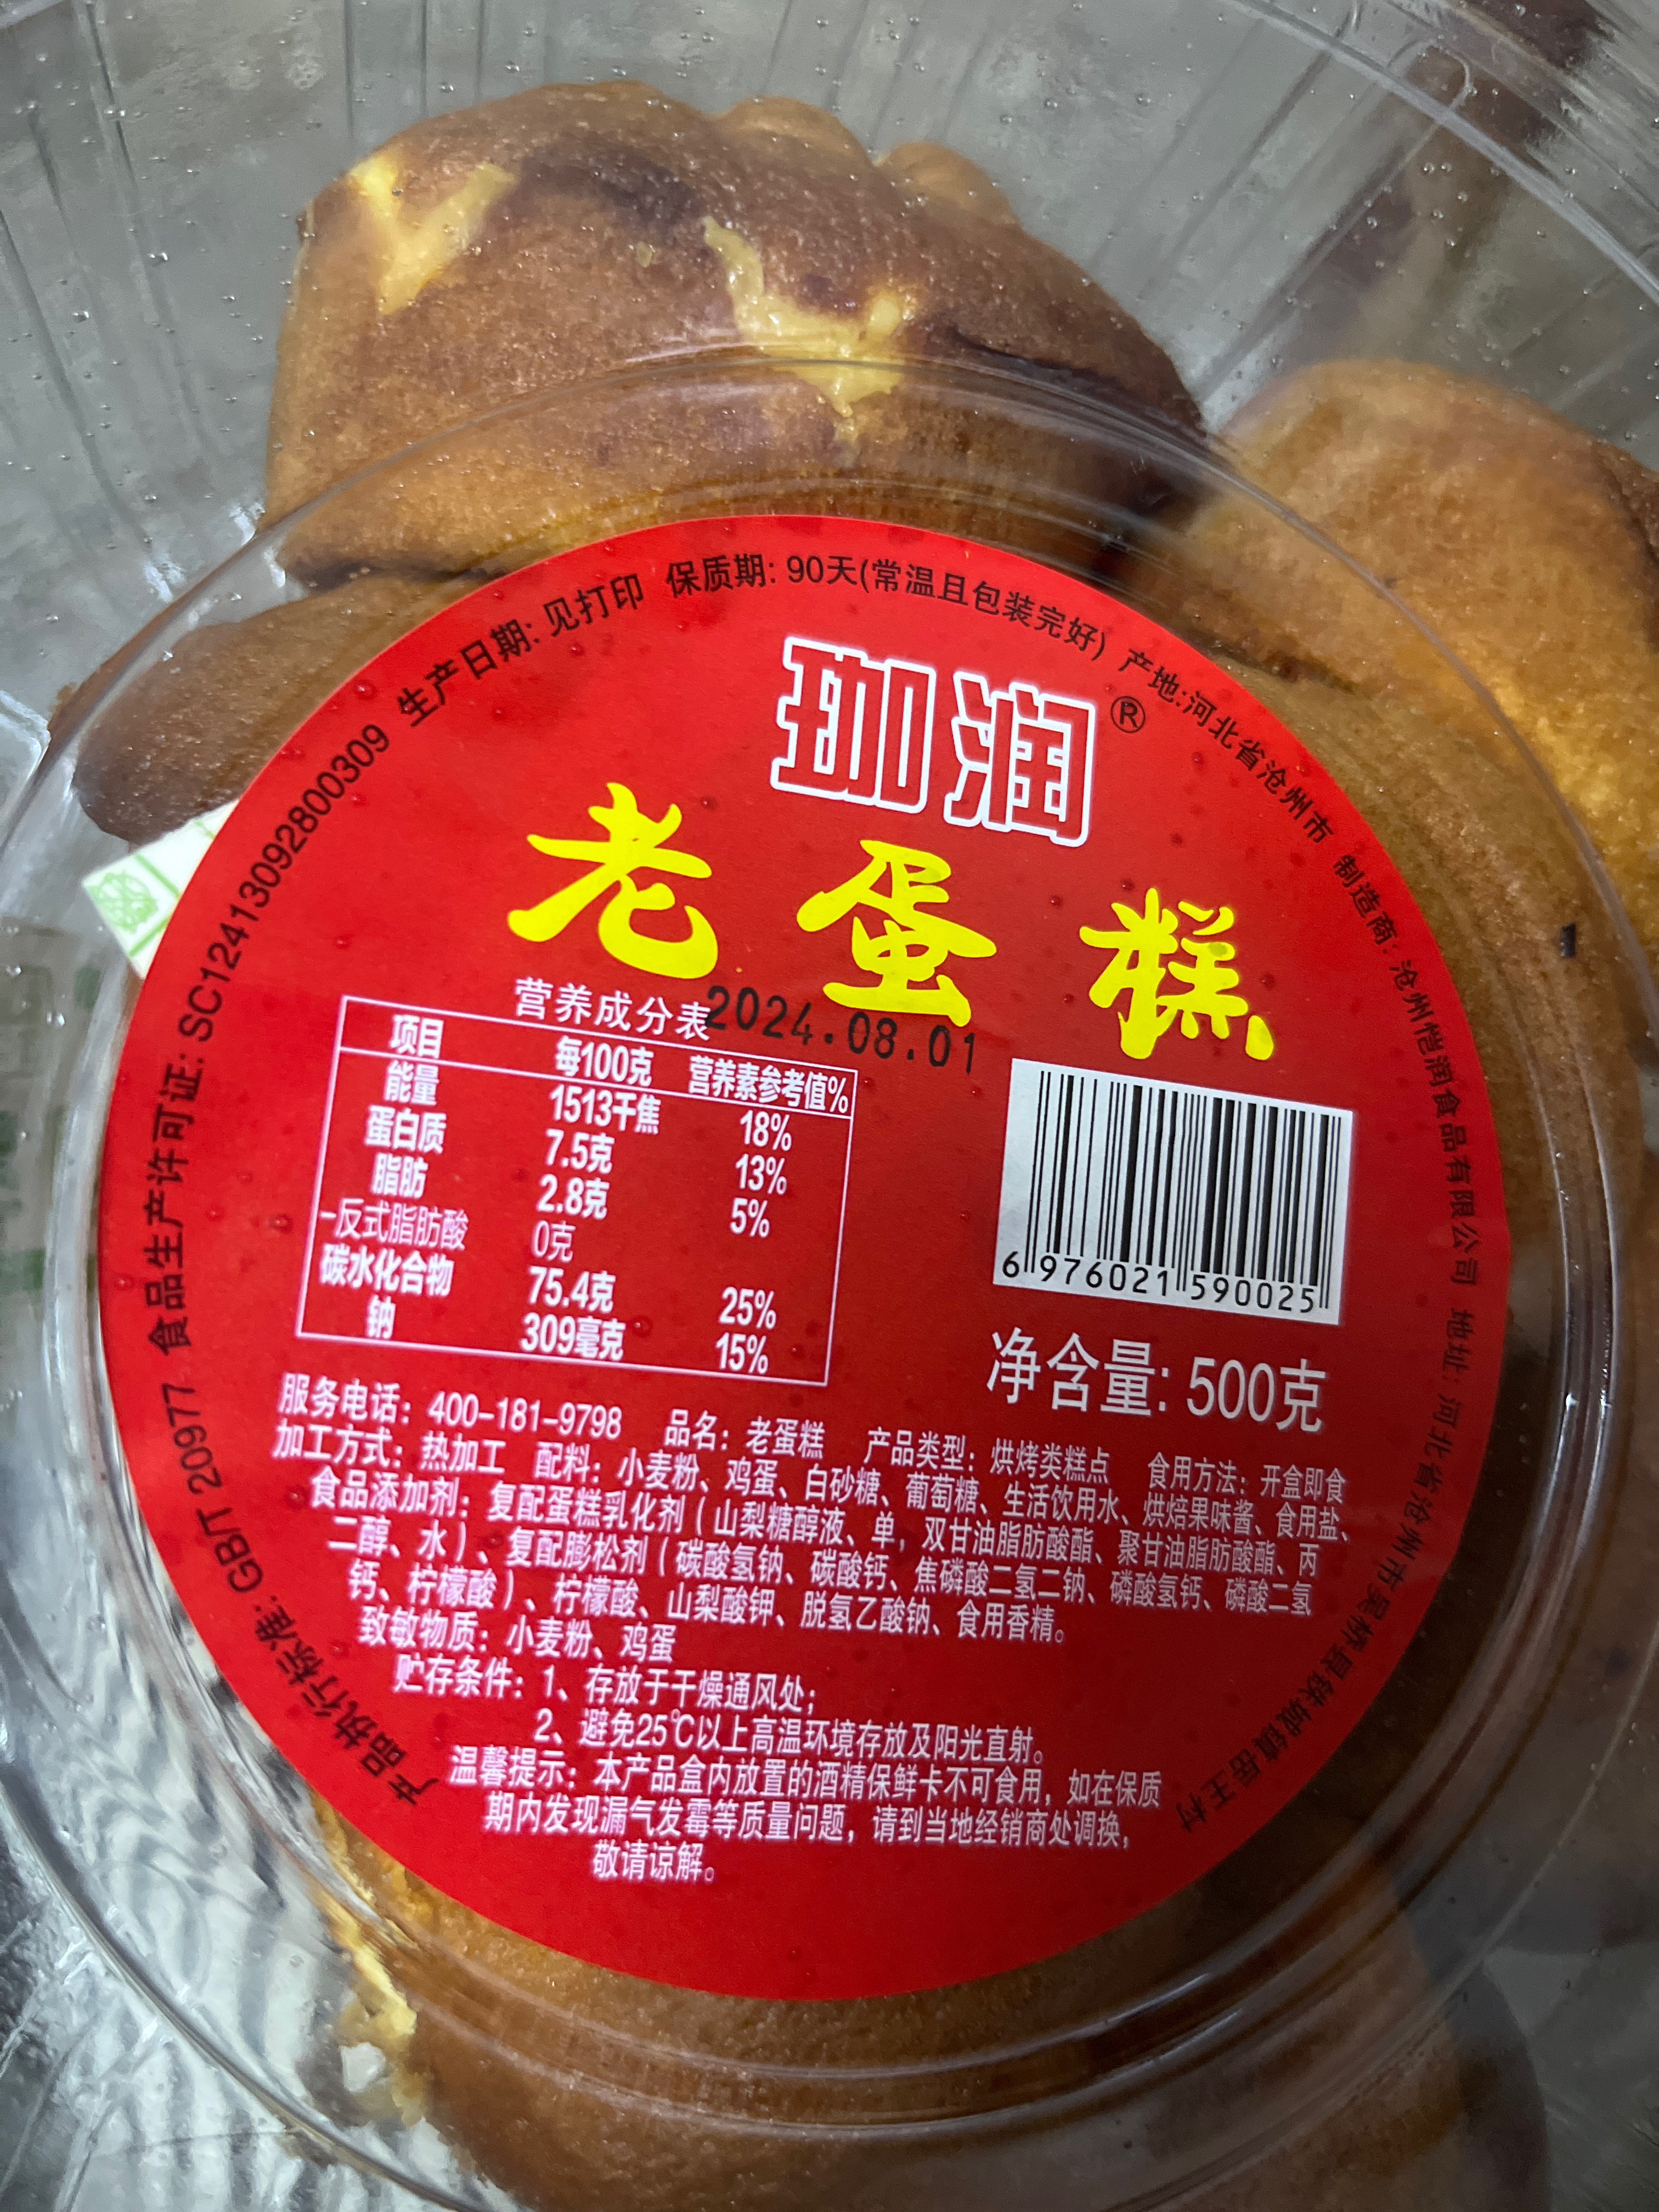 产品执行标准: GB/T 20977 食品生产许可证: SC12413092800309 生产日期: 见打印 保质期: 90天(常温且包装完好) 产地:河北省沧州市 制造商: 沧州恺润食品有限公司 地址: 河北省沧州市吴桥县铁城镇岳王村
珈润®
老蛋糕
2024.08.01
营养成分表
项目 每100克 营养素参考值%
能量 1513千焦 18%
蛋白质 7.5克 13%
脂肪 2.8克 5%
-反式脂肪酸 0克
碳水化合物 75.4克 25%
钠 309毫克 15%
6 976021 590025
净含量: 500克
服务电话: 400-181-9798 品名: 老蛋糕 产品类型: 烘烤类糕点 食用方法: 开盒即食
加工方式: 热加工 配料: 小麦粉、鸡蛋、白砂糖、葡萄糖、生活饮用水、烘焙果味酱、食用盐、
食品添加剂: 复配蛋糕乳化剂(山梨糖醇液、单,双甘油脂肪酸酯、聚甘油脂肪酸酯、丙
二醇、水)、复配膨松剂(碳酸氢钠、碳酸钙、焦磷酸二氢二钠、磷酸氢钙、磷酸二氢
钙、柠檬酸)、柠檬酸、山梨酸钾、脱氢乙酸钠、食用香精。
致敏物质: 小麦粉、鸡蛋
贮存条件: 1、存放于干燥通风处;
2、避免25℃以上高温环境存放及阳光直射。
温馨提示: 本产品盒内放置的酒精保鲜卡不可食用,如在保质
期内发现漏气发霉等质量问题,请到当地经销商处调换,
敬请谅解。